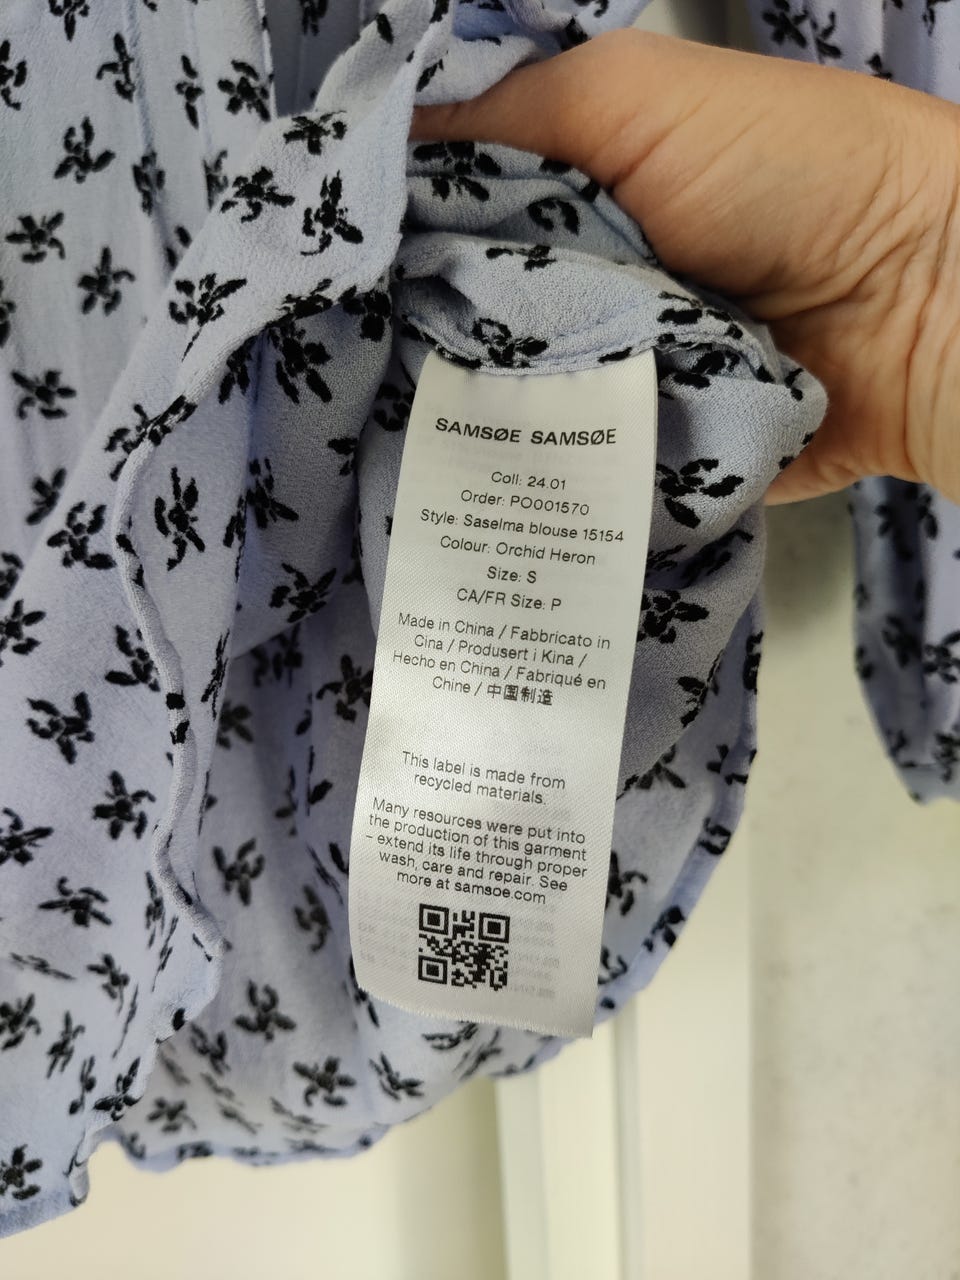 SAMSØE SAMSØE
Coll: 24.01
Order: PO001570
Style: Saselma blouse 15154
Colour: Orchid Heron
Size: S
CA/FR Size: P
Made in China / Fabbricato in
Cina / Produsert i Kina /
Hecho en China / Fabriqué en
Chine / 中国制造
This label is made from
recycled materials.
Many resources were put into
the production of this garment
– extend its life through proper
wash, care and repair. See
more at samsoe.com